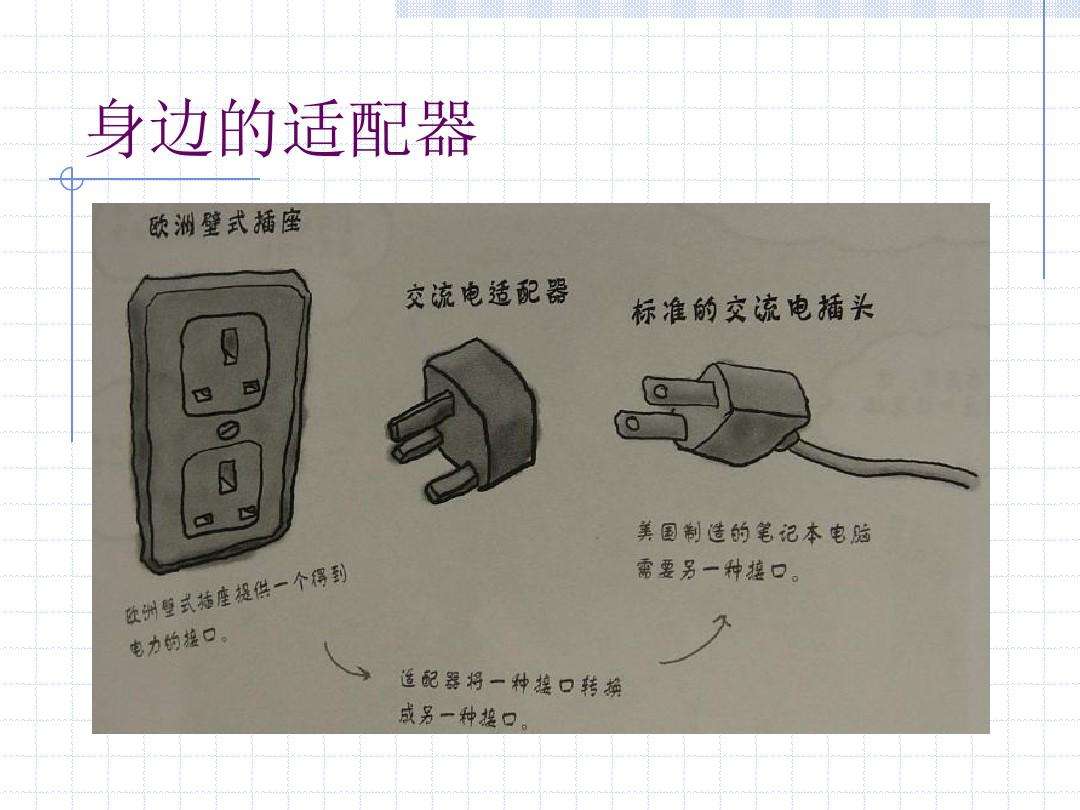 身边的适配器
欧洲壁式插座
交流电适配器
标准的交流电插头
美国制造的笔记本电脑
需要另一种接口。
欧洲壁式插座提供一个得到
电力的接口。
适配器将一种接口转换
成另一种接口。